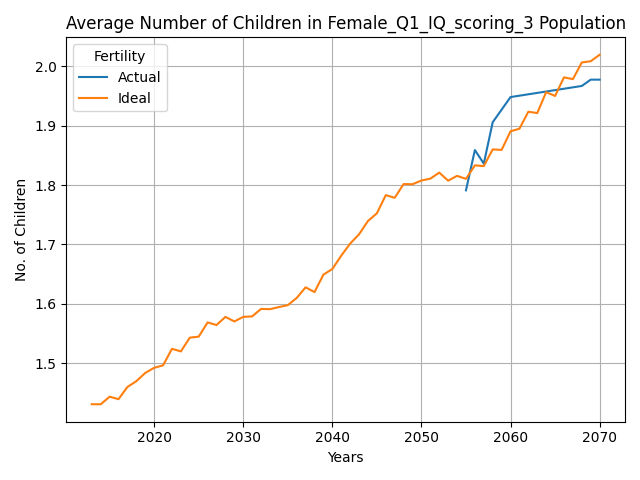 Average Number of Children in Female_Q1_IQ_scoring_3 Population
Fertility
Actual
Ideal
No. of Children
2.0
1.9
1.8
1.7
1.6
1.5
2020 2030 2040 2050 2060 2070
Years